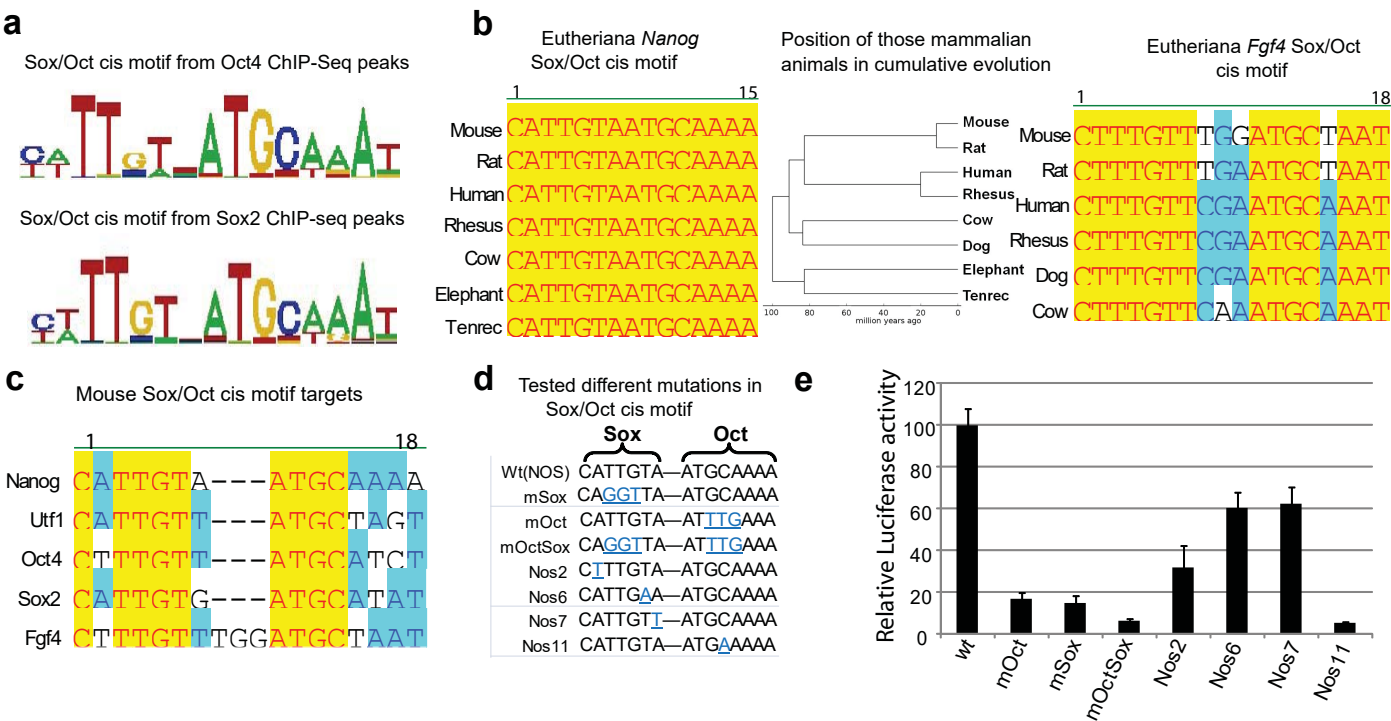 a
Sox/Oct cis motif from Oct4 ChIP-Seq peaks
Sox/Oct cis motif from Sox2 ChIP-seq peaks
b
Eutheriana Nanog
Sox/Oct cis motif
1 15
Mouse CATTGTAATGCAAAA
Rat CATTGTAATGCAAAA
Human CATTGTAATGCAAAA
Rhesus CATTGTAATGCAAAA
Cow CATTGTAATGCAAAA
Elephant CATTGTAATGCAAAA
Tenrec CATTGTAATGCAAAA
Position of those mammalian
animals in cumulative evolution
Mouse
Rat
Human
Rhesus
Cow
Dog
Elephant
Tenrec
100 80 60 40 20 0
million years ago
Eutheriana Fgf4 Sox/Oct
cis motif
1 18
Mouse CTTTGTTTGGATGCTAAT
Rat CTTTGTTTGAATGCTAAT
Human CTTTGTTCGAATGCAAAT
Rhesus CTTTGTTCGAATGCAAAT
Dog CTTTGTTCGAATGCAAAT
Cow CTTTGTTCAAATGCAAAT
c
Mouse Sox/Oct cis motif targets
1 18
Nanog CATTGTA---ATGCAAAA
Utf1 CATTGTT---ATGCTAGT
Oct4 CTTTGTT---ATGCATCT
Sox2 CATTGTG---ATGCATAT
Fgf4 CTTTGTTTGGATGCTAAT
d
Tested different mutations in
Sox/Oct cis motif
Sox Oct
Wt(NOS) CATTGTA—ATGCAAAA
mSox CAGGTTA—ATGCAAAA
mOct CATTGTA—ATTTGAAA
mOctSox CAGGTTA—ATTTGAAA
Nos2 CTTTGTA—ATGCAAAA
Nos6 CATTGAA—ATGCAAAA
Nos7 CATTGTT—ATGCAAAA
Nos11 CATTGTA—ATGAAAAA
e
Relative Luciferase activity
120
100
80
60
40
20
0
wt mOct mSox mOctSox Nos2 Nos6 Nos7 Nos11